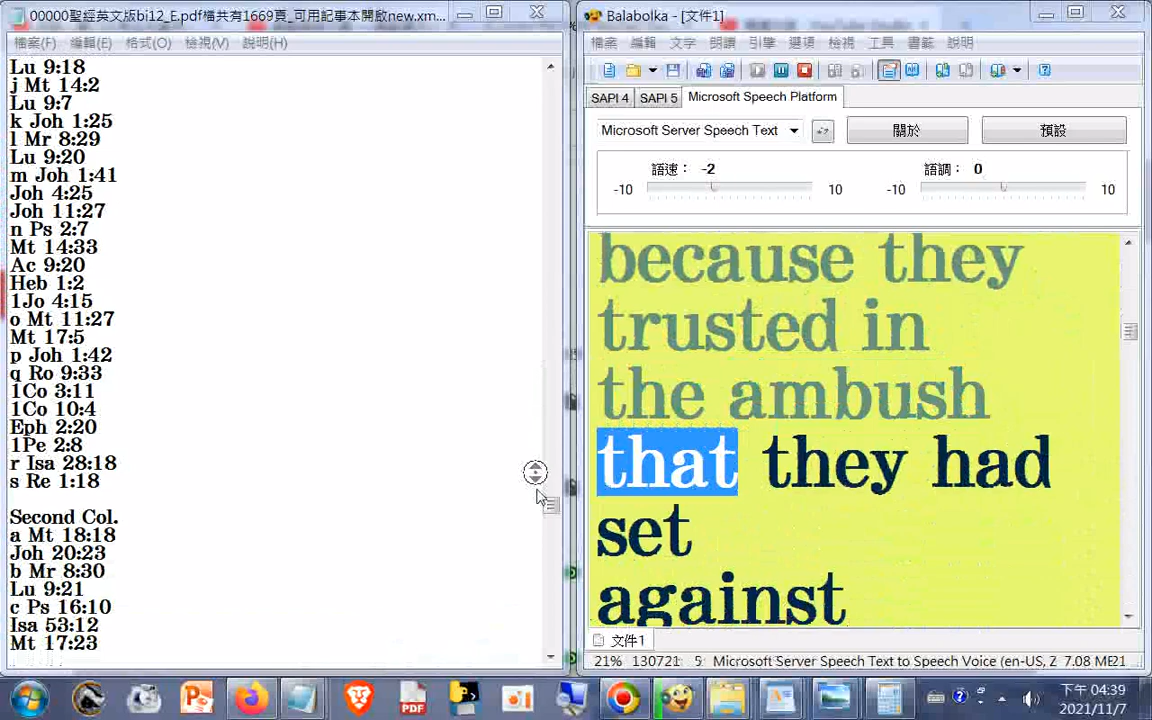 00000聖經英文版bi12_E.pdf檔共有1669頁_可用記事本開啟new.xm...
檔案(F) 編輯(E) 格式(O) 檢視(V) 說明(H)
Lu 9:18
j Mt 14:2
Lu 9:7
k Joh 1:25
l Mr 8:29
Lu 9:20
m Joh 1:41
Joh 4:25
Joh 11:27
n Ps 2:7
Mt 14:33
Ac 9:20
Heb 1:2
1Jo 4:15
o Mt 11:27
Mt 17:5
p Joh 1:42
q Ro 9:33
1Co 3:11
1Co 10:4
Eph 2:20
1Pe 2:8
r Isa 28:18
s Re 1:18
Second Col.
a Mt 18:18
Joh 20:23
b Mr 8:30
Lu 9:21
c Ps 16:10
Isa 53:12
Mt 17:23
Balabolka - [文件1]
檔案 編輯 文字 朗讀 引擎 選項 檢視 工具 書籤 說明
SAPI 4 SAPI 5 Microsoft Speech Platform
Microsoft Server Speech Text 關於 預設
語速： -2 語調： 0
-10 10 -10 10
because they
trusted in
the ambush
that they had
set
against
文件1
21% 130721 5 Microsoft Server Speech Text to Speech Voice (en-US, Z 7.08 ME21
下午 04:39
2021/11/7